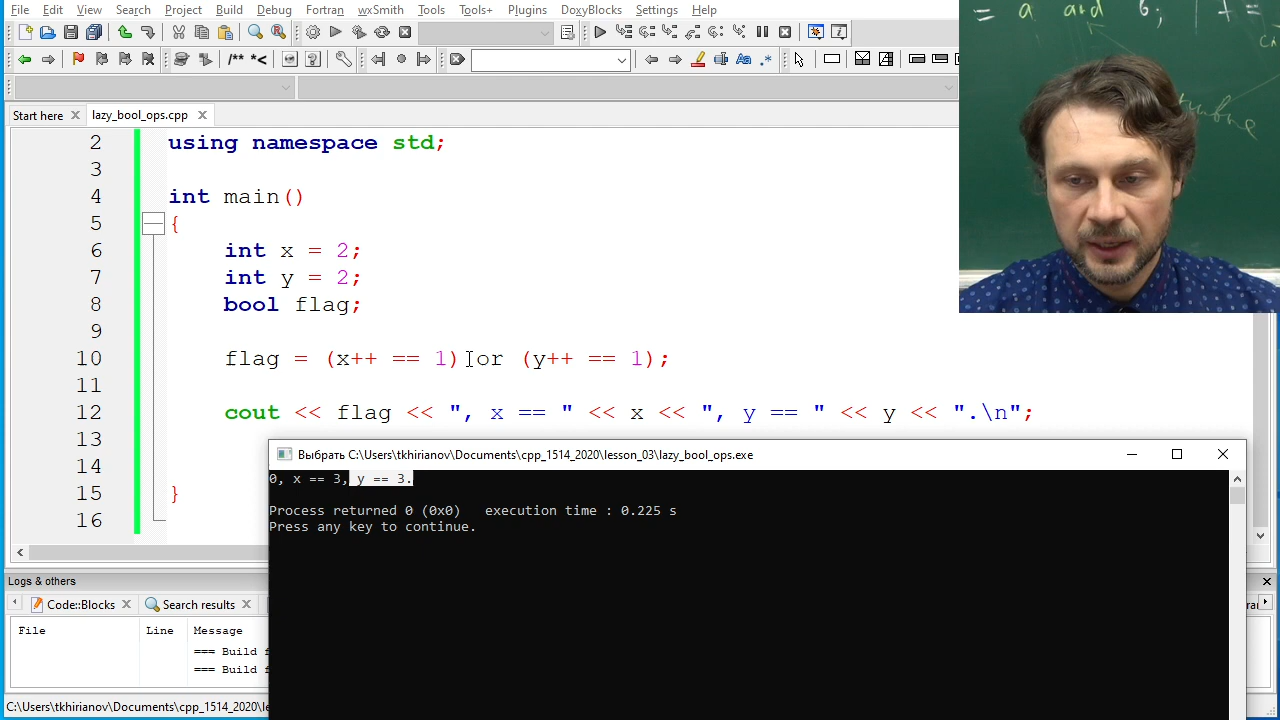 File Edit View Search Project Build Debug Fortran wxSmith Tools Tools+ Plugins DoxyBlocks Settings Help
= a and b; | f =
/** *<
Start here lazy_bool_ops.cpp
2 using namespace std;
3
4 int main()
5 {
6 int x = 2;
7 int y = 2;
8 bool flag;
9
10 flag = (x++ == 1) or (y++ == 1);
11
12 cout << flag << ", x == " << x << ", y == " << y << ".\n";
13
14
15 }
16
Выбрать C:\Users\tkhirianov\Documents\cpp_1514_2020\lesson_03\lazy_bool_ops.exe
0, x == 3, y == 3.
Process returned 0 (0x0) execution time : 0.225 s
Press any key to continue.
Logs & others
Code::Blocks Search results
File Line Message
=== Build f
=== Build f
C:\Users\tkhirianov\Documents\cpp_1514_2020\le